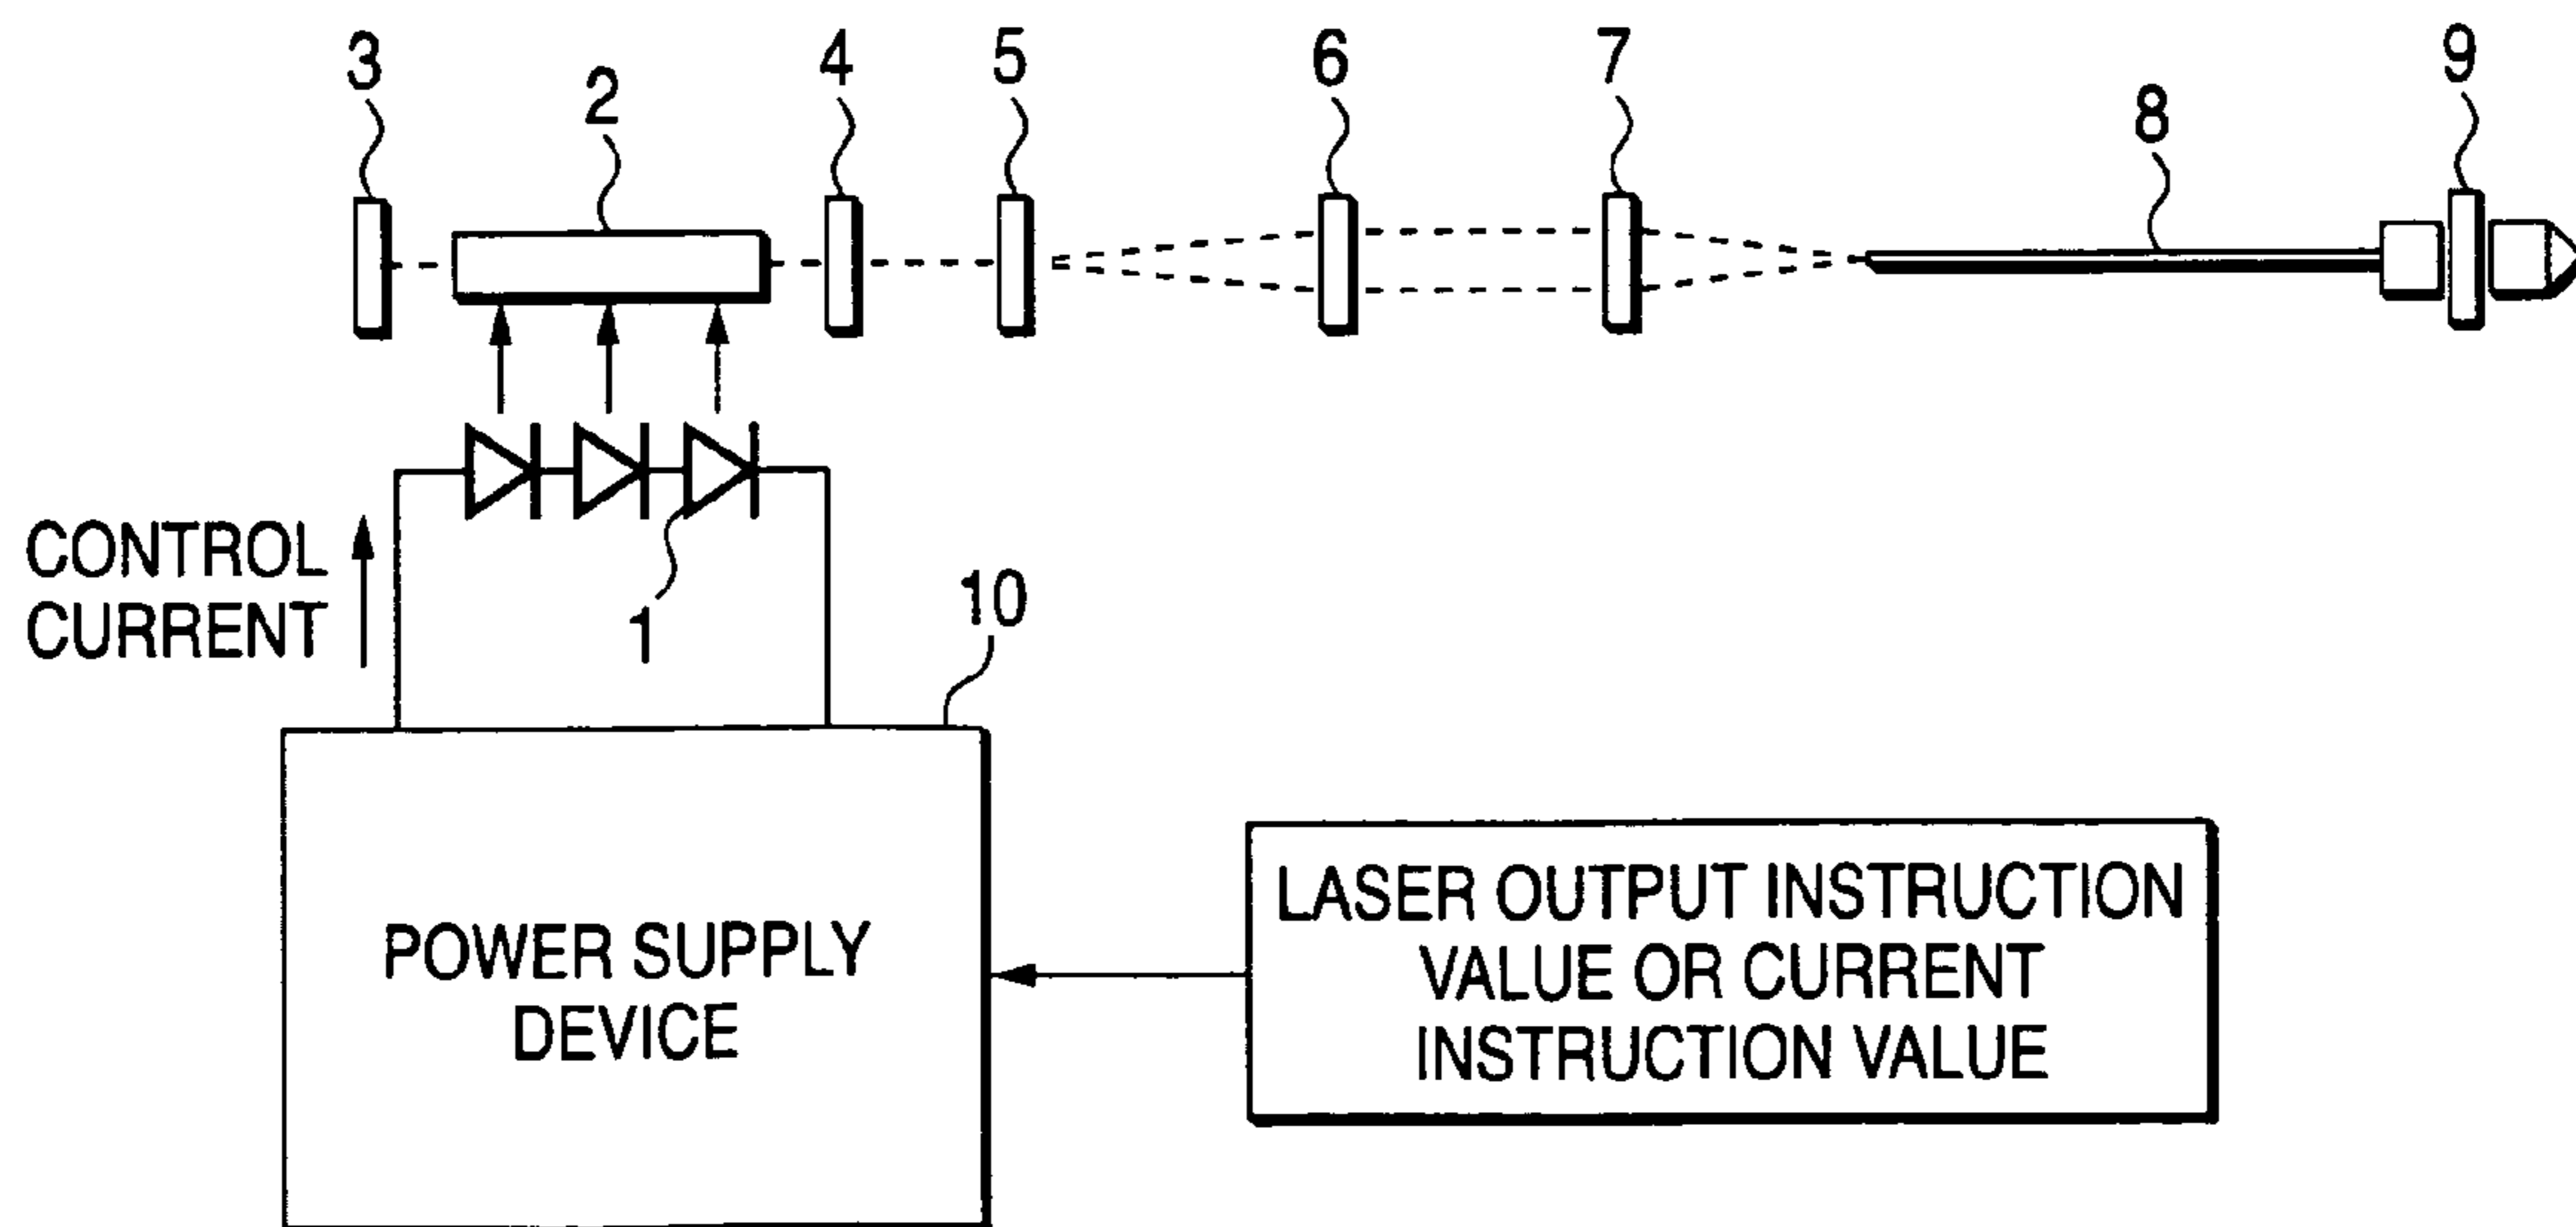 3
2
4
5
6
7
8
9
CONTROL
CURRENT
1
10
POWER SUPPLY
DEVICE
LASER OUTPUT INSTRUCTION
VALUE OR CURRENT
INSTRUCTION VALUE